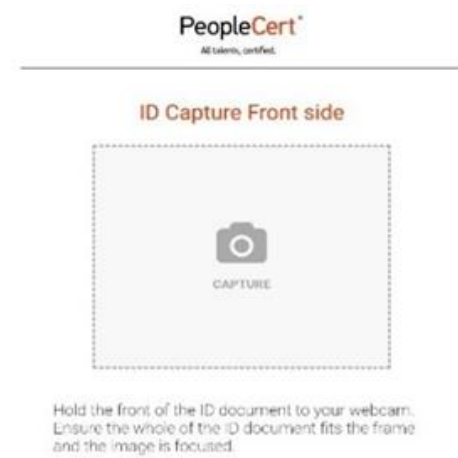 PeopleCert
All talents, certified.
ID Capture Front side
CAPTURE
Hold the front of the ID document to your webcam.
Ensure the whole of the ID document fits the frame
and the image is focused.